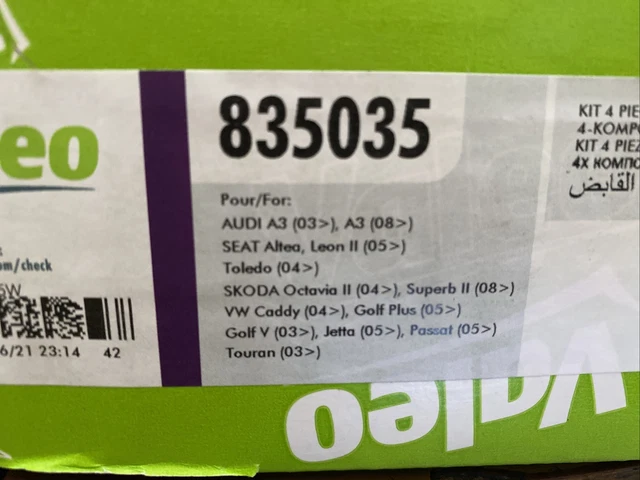 eo
om/check
5W
6/21 23:14 42
835035
Pour/For:
AUDI A3 (03>), A3 (08>)
SEAT Altea, Leon II (05>)
Toledo (04>)
SKODA Octavia II (04>), Superb II (08>)
VW Caddy (04>), Golf Plus (05>)
Golf V (03>), Jetta (05>), Passat (05>)
Touran (03>)
KIT 4 PIE
4-KOMPO
KIT 4 PIEZ
4X КОМПО
القابض
Valeo